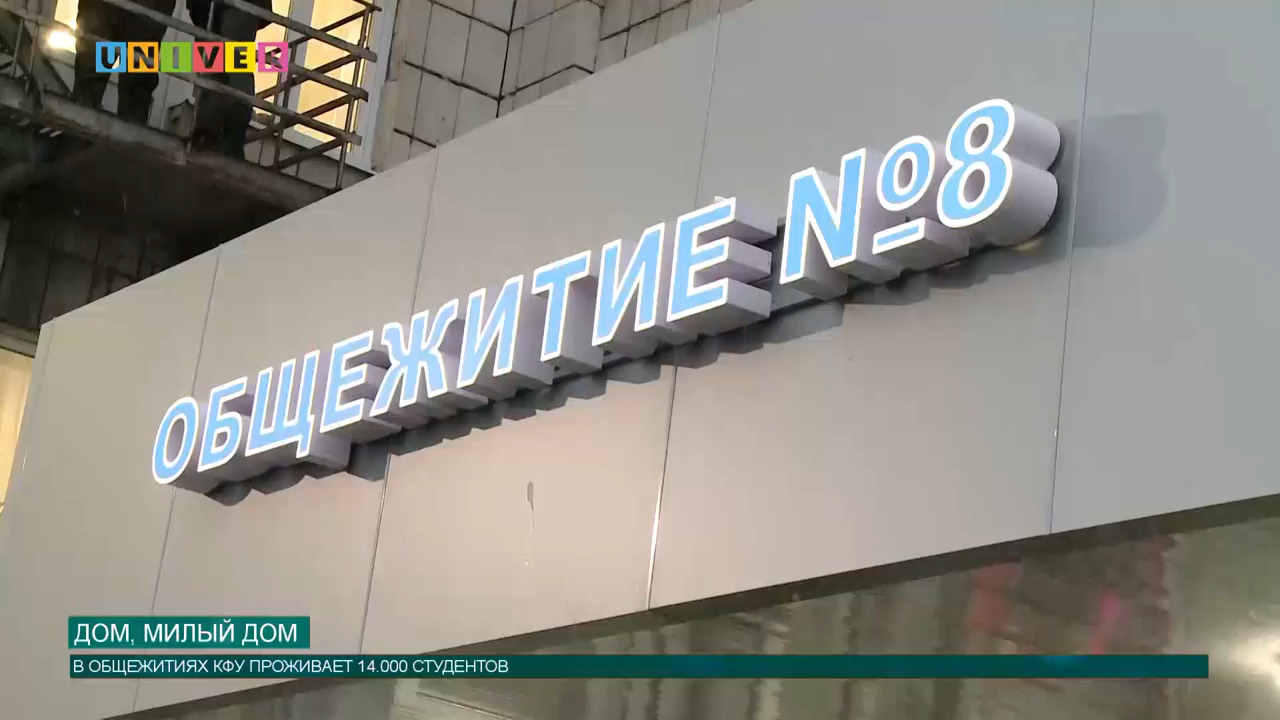 UNIVER
ОБЩЕЖИТИЕ №8
ДОМ, МИЛЫЙ ДОМ
В ОБЩЕЖИТИЯХ КФУ ПРОЖИВАЕТ 14.000 СТУДЕНТОВ